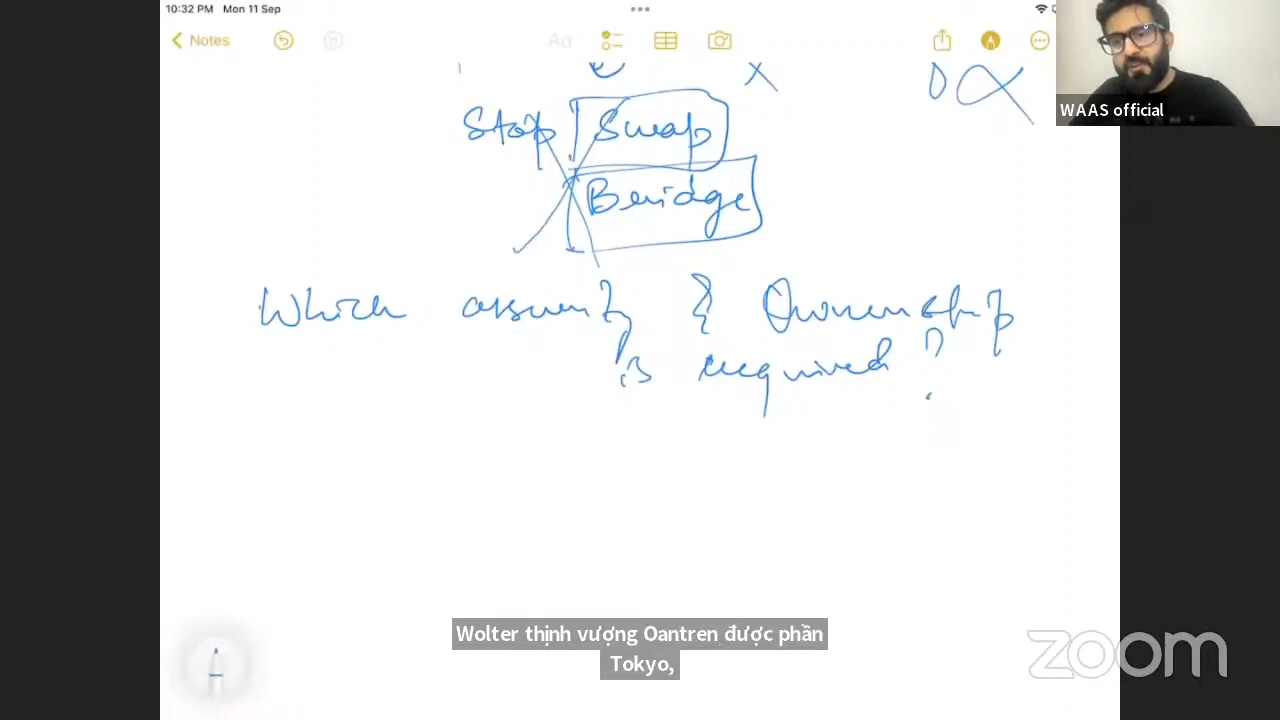 10:32 PM Mon 11 Sep
Notes
WAAS official
Stop Swap
Bridge
Which assurity & Ownership
is required?
Wolter thịnh vượng Oantren được phần
Tokyo,
zoom